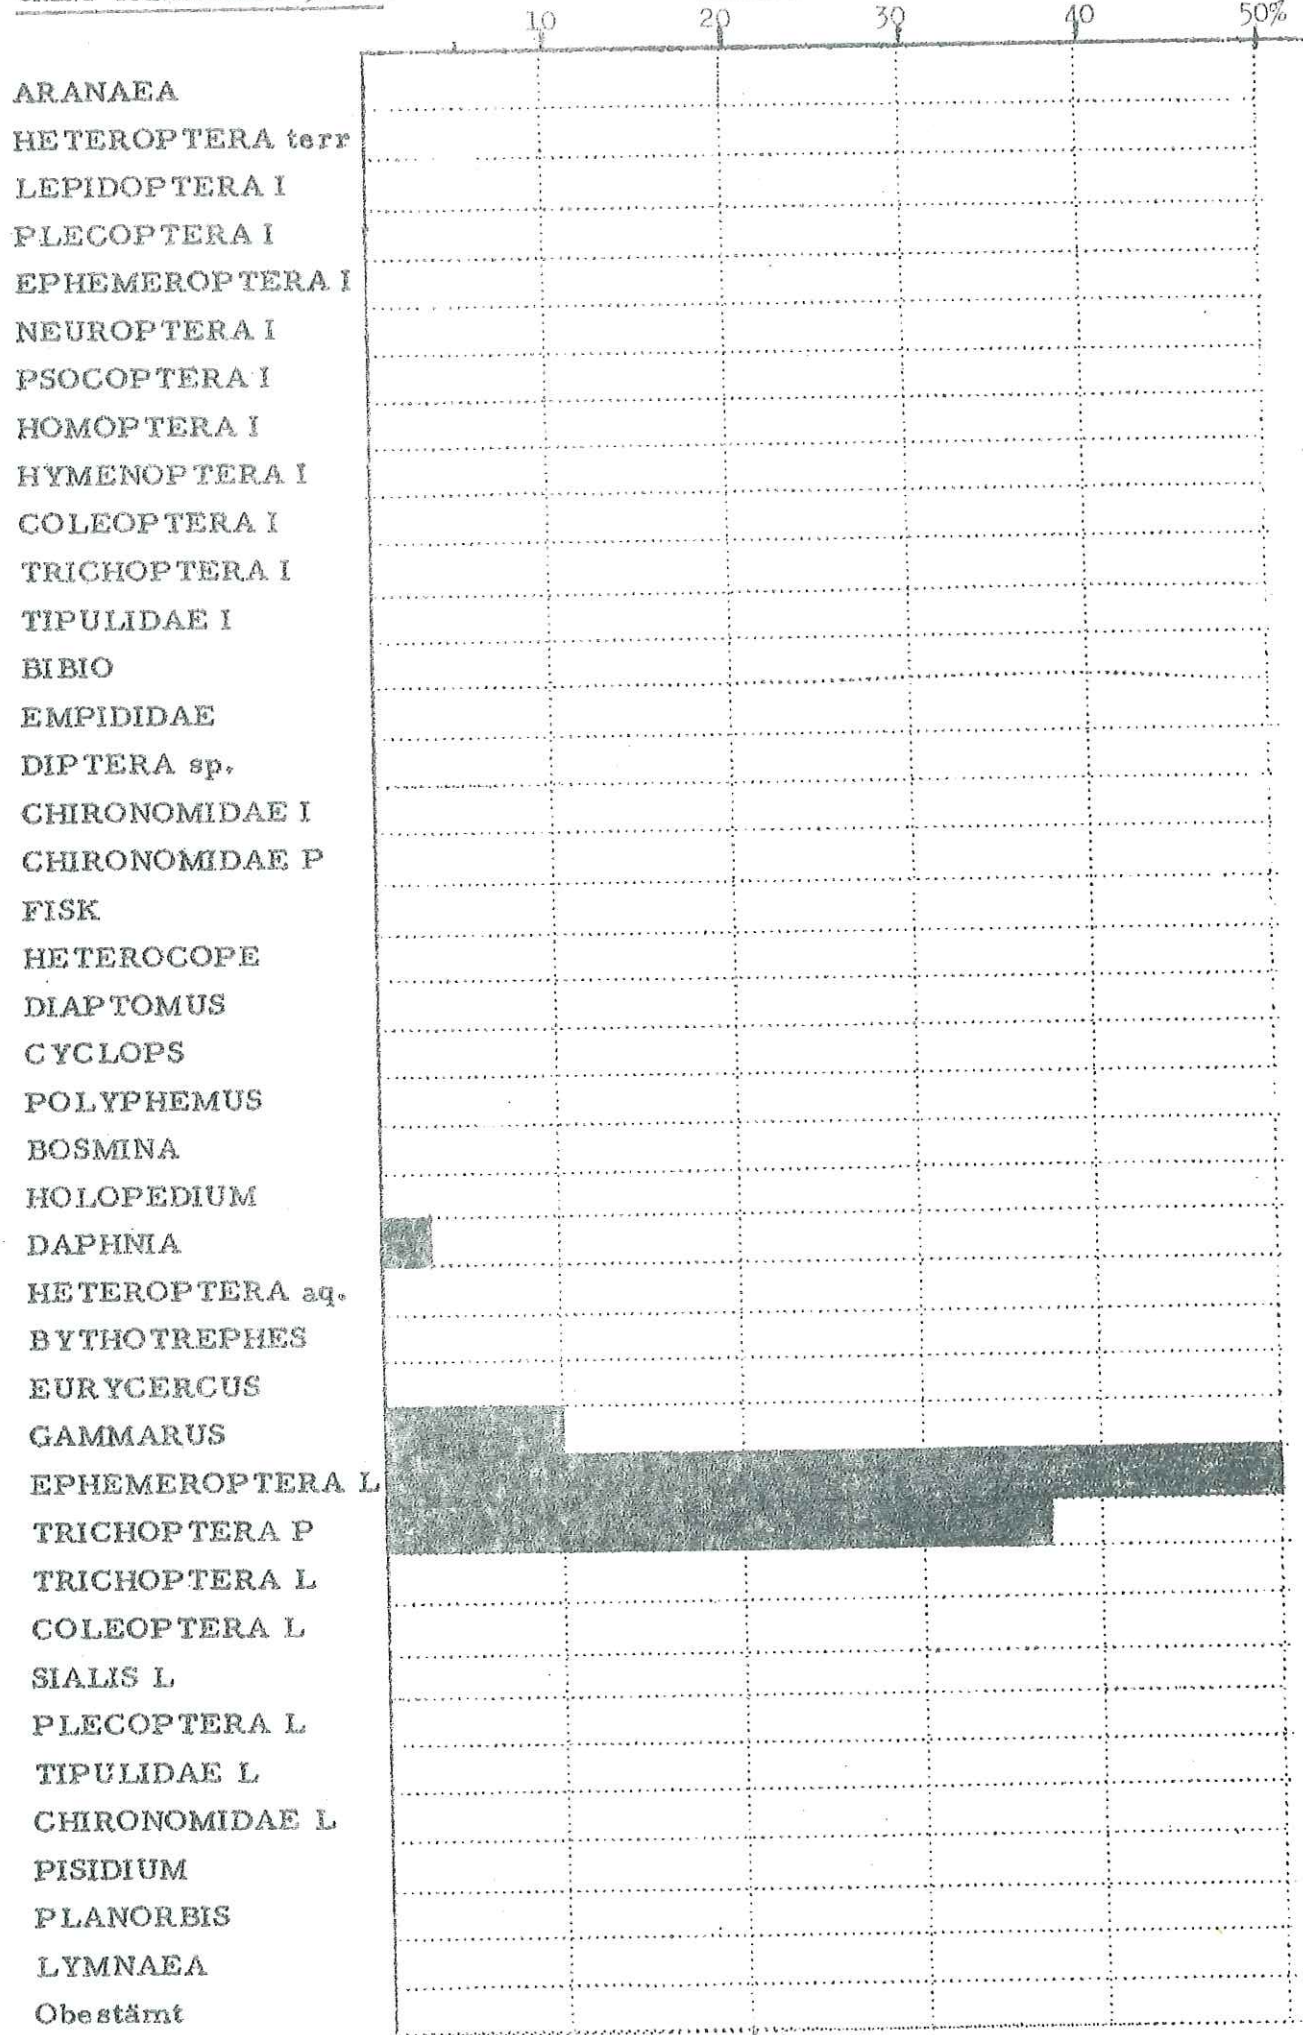 10 20 30 40 50%
ARANAEA
HETEROPTERA terr
LEPIDOPTERA I
PLECOPTERA I
EPHEMEROPTERA I
NEUROPTERA I
PSOCOPTERA I
HOMOPTERA I
HYMENOPTERA I
COLEOPTERA I
TRICHOPTERA I
TIPULIDAE I
BIBIO
EMPIDIDAE
DIPTERA sp.
CHIRONOMIDAE I
CHIRONOMIDAE P
FISK
HETEROCOPE
DIAPTOMUS
CYCLOPS
POLYPHEMUS
BOSMINA
HOLOPEDIUM
DAPHNIA
HETEROPTERA aq.
BYTHOTREPHES
EURYCERCUS
GAMMARUS
EPHEMEROPTERA L
TRICHOPTERA P
TRICHOPTERA L
COLEOPTERA L
SIALIS L
PLECOPTERA L
TIPULIDAE L
CHIRONOMIDAE L
PISIDIUM
PLANORBIS
LYMNAEA
Obestämt